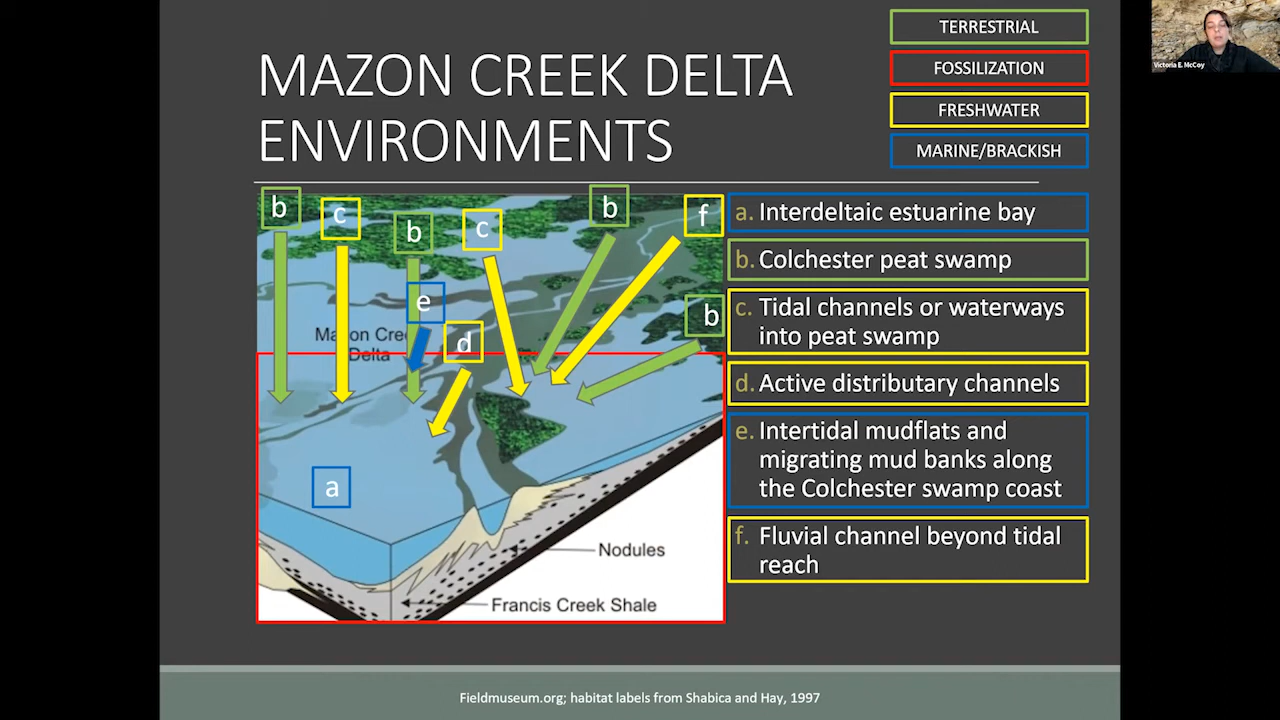 TERRESTRIAL
FOSSILIZATION
FRESHWATER
MARINE/BRACKISH
Victoria E. McCoy
MAZON CREEK DELTA
ENVIRONMENTS
b
c
b
c
b
f
e
d
b
Mazon Cree
Delta
a
Nodules
Francis Creek Shale
a. Interdeltaic estuarine bay
b. Colchester peat swamp
c. Tidal channels or waterways
into peat swamp
d. Active distributary channels
e. Intertidal mudflats and
migrating mud banks along
the Colchester swamp coast
f. Fluvial channel beyond tidal
reach
Fieldmuseum.org; habitat labels from Shabica and Hay, 1997